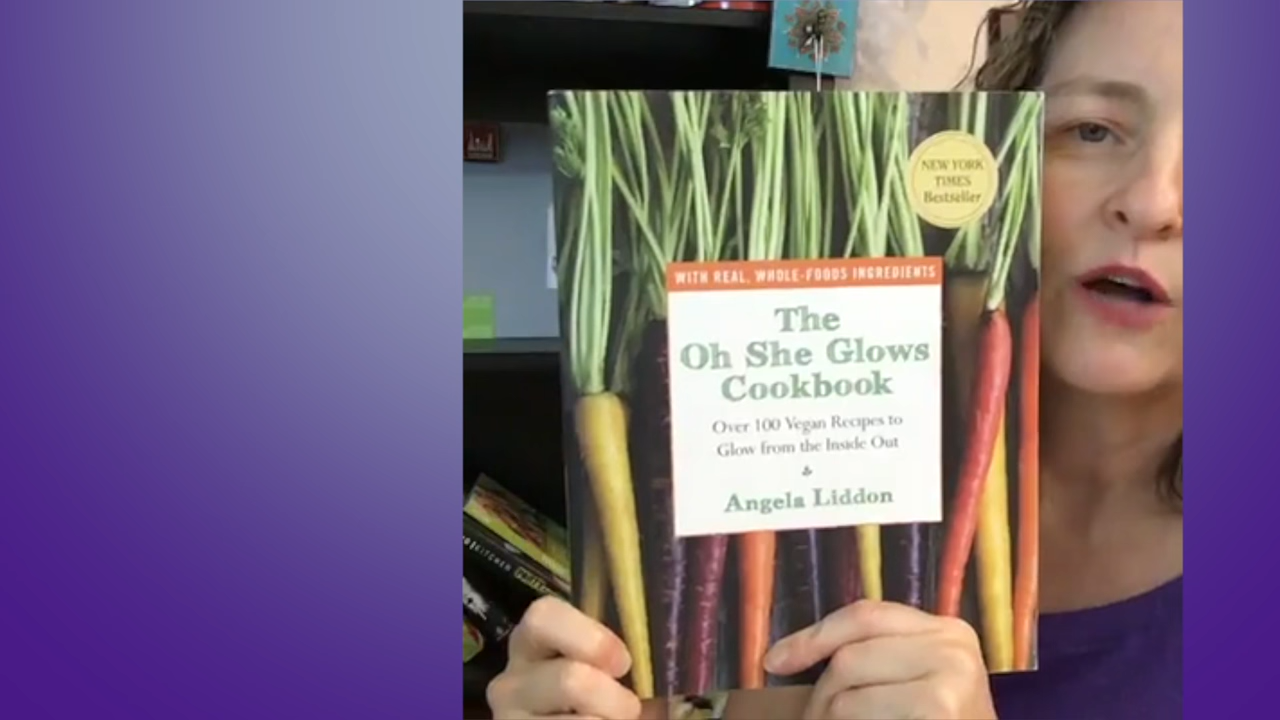 NEW YORK
TIMES
Bestseller
WITH REAL, WHOLE-FOODS INGREDIENTS
The
Oh She Glows
Cookbook
Over 100 Vegan Recipes to
Glow from the Inside Out
Angela Liddon
KITCHEN